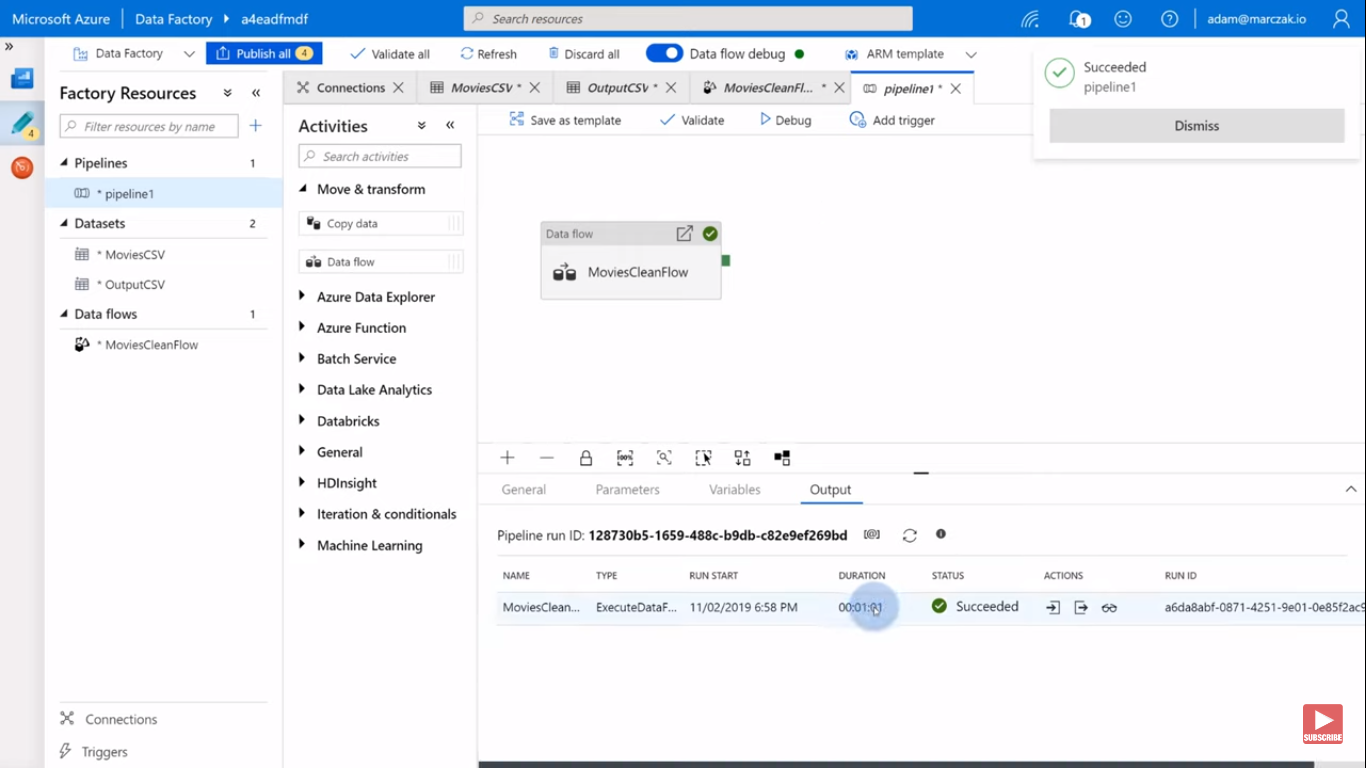 Microsoft Azure Data Factory a4eadfmdf Search resources 1 adam@marczak.io
Data Factory Publish all 4 Validate all Refresh Discard all Data flow debug ARM template
Succeeded
pipeline1
Dismiss
Factory Resources
Filter resources by name
4
Pipelines 1
* pipeline1
Datasets 2
* MoviesCSV
* OutputCSV
Data flows 1
* MoviesCleanFlow
Connections
Triggers
Connections MoviesCSV * OutputCSV * MoviesCleanFl... * pipeline1 *
Activities
Search activities
Move & transform
Copy data
Data flow
Azure Data Explorer
Azure Function
Batch Service
Data Lake Analytics
Databricks
General
HDInsight
Iteration & conditionals
Machine Learning
Save as template Validate Debug Add trigger
Data flow
MoviesCleanFlow
100%
General Parameters Variables Output
Pipeline run ID: 128730b5-1659-488c-b9db-c82e9ef269bd [@]
NAME TYPE RUN START DURATION STATUS ACTIONS RUN ID
MoviesClean... ExecuteDataF... 11/02/2019 6:58 PM 00:01:01 Succeeded a6da8abf-0871-4251-9e01-0e85f2ac9
SUBSCRIBE